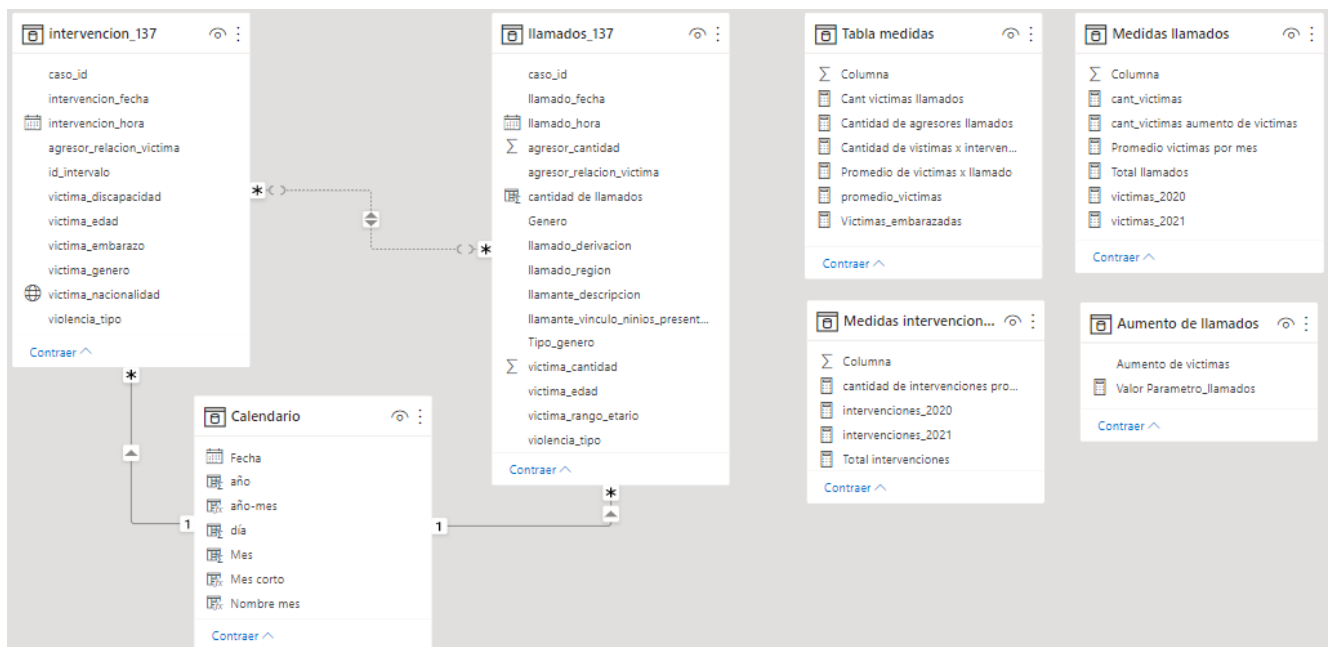 intervencion_137
caso_id
intervencion_fecha
intervencion_hora
agresor_relacion_victima
id_intervalo
victima_discapacidad
victima_edad
victima_embarazo
victima_genero
victima_nacionalidad
violencia_tipo
Contraer
llamados_137
caso_id
llamado_fecha
llamado_hora
agresor_cantidad
agresor_relacion_victima
cantidad de llamados
Genero
llamado_derivacion
llamado_region
llamante_descripcion
llamante_vinculo_ninios_present...
Tipo_genero
victima_cantidad
victima_edad
victima_rango_etario
violencia_tipo
Contraer
Tabla medidas
Σ Columna
Cant victimas llamados
Cantidad de agresores llamados
Cantidad de vistimas x interven...
Promedio de victimas x llamado
promedio_victimas
Victimas_embarazadas
Contraer
Medidas llamados
Σ Columna
cant_victimas
cant_victimas aumento de victimas
Promedio victimas por mes
Total llamados
victimas_2020
victimas_2021
Contraer
Medidas intervencion...
Σ Columna
cantidad de intervenciones pro...
intervenciones_2020
intervenciones_2021
Total intervenciones
Contraer
Aumento de llamados
Aumento de victimas
Valor Parametro_llamados
Contraer
Calendario
Fecha
año
año-mes
día
Mes
Mes corto
Nombre mes
Contraer
*
*
*
1
*
1